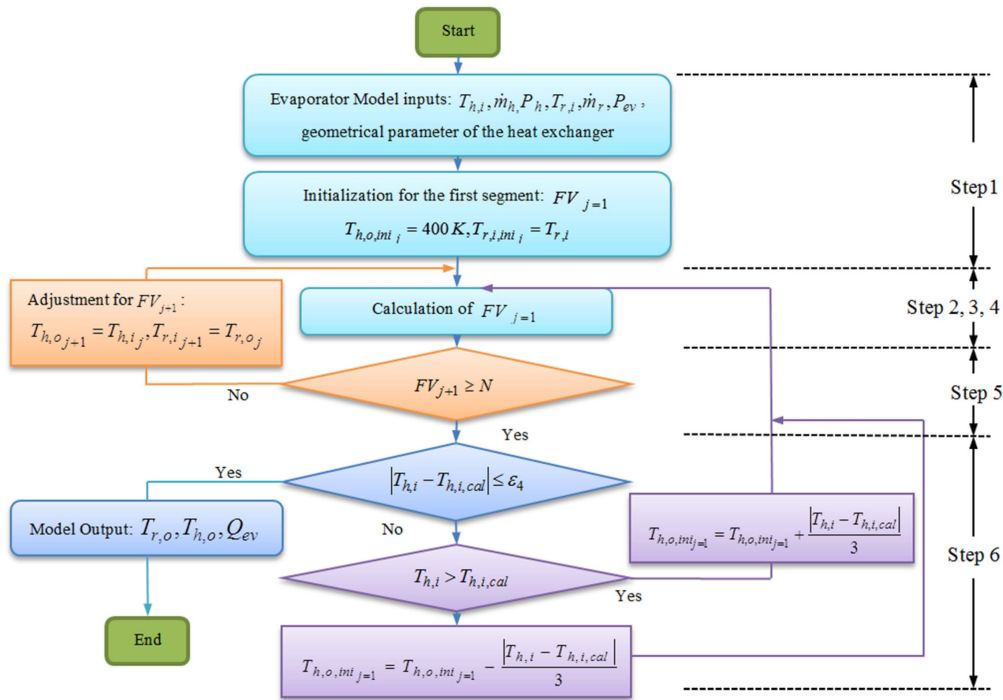 Start
Evaporator Model inputs: T_{h,i}, ṁ_{h,} P_h, T_{r,i}, ṁ_r, P_{ev},
geometrical parameter of the heat exchanger
Step1
Initialization for the first segment: FV_{j=1}
T_{h,o,ini_j} = 400 K, T_{r,i,ini_j} = T_{r,i}
Adjustment for FV_{j+1}:
T_{h,o_{j+1}} = T_{h,i_j}, T_{r,i_{j+1}} = T_{r,o_j}
Calculation of FV_{j=1}
Step 2, 3, 4
FV_{j+1} ≥ N
No
Step 5
Yes
|T_{h,i} − T_{h,i,cal}| ≤ ε_4
Yes
No
Model Output: T_{r,o}, T_{h,o}, Q_{ev}
T_{h,o,ini_{j=1}} = T_{h,o,ini_{j=1}} + |T_{h,i} − T_{h,i,cal}| / 3
Step 6
T_{h,i} > T_{h,i,cal}
Yes
End
T_{h,o,ini_{j=1}} = T_{h,o,ini_{j=1}} − |T_{h,i} − T_{h,i,cal}| / 3